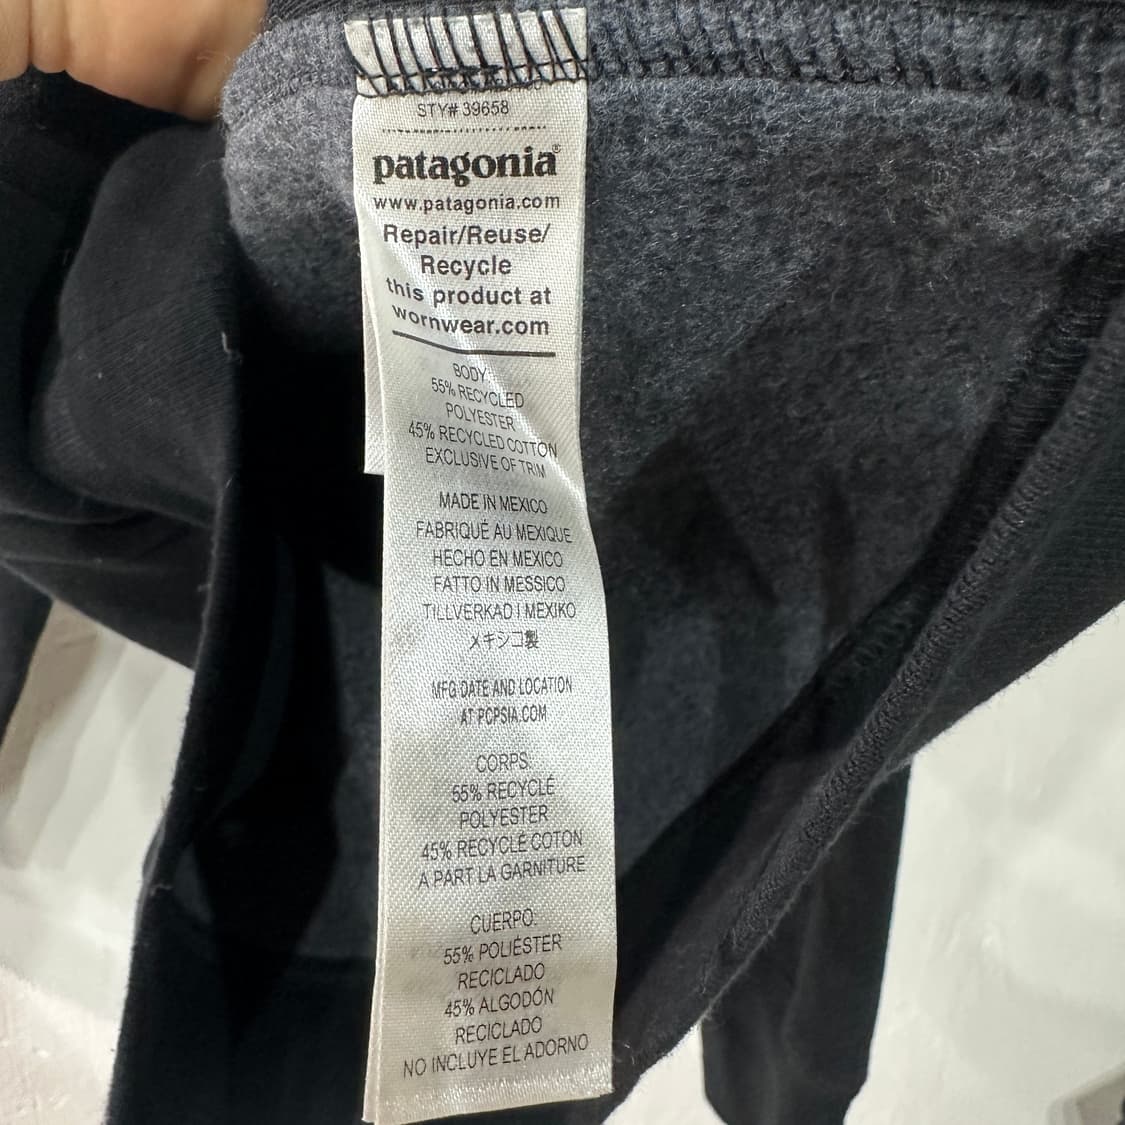 STY# 39658
patagonia®
www.patagonia.com
Repair/Reuse/
Recycle
this product at
wornwear.com
BODY:
55% RECYCLED
POLYESTER
45% RECYCLED COTTON
EXCLUSIVE OF TRIM
MADE IN MEXICO
FABRIQUÉ AU MEXIQUE
HECHO EN MEXICO
FATTO IN MESSICO
TILLVERKAD I MEXIKO
メキシコ製
MFG DATE AND LOCATION
AT PCPSIA.COM
CORPS:
55% RECYCLÉ
POLYESTER
45% RECYCLÉ COTON
A PART LA GARNITURE
CUERPO:
55% POLIÉSTER
RECICLADO
45% ALGODÓN
RECICLADO
NO INCLUYE EL ADORNO